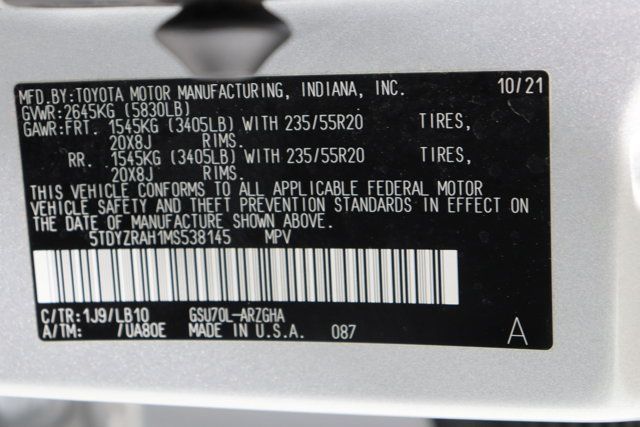 MFD.BY:TOYOTA MOTOR MANUFACTURING, INDIANA, INC. 10/21
GVWR:2645KG (5830LB)
GAWR:FRT. 1545KG (3405LB) WITH 235/55R20 TIRES,
20X8J RIMS.
RR. 1545KG (3405LB) WITH 235/55R20 TIRES,
20X8J RIMS.
THIS VEHICLE CONFORMS TO ALL APPLICABLE FEDERAL MOTOR
VEHICLE SAFETY AND THEFT PREVENTION STANDARDS IN EFFECT ON
THE DATE OF MANUFACTURE SHOWN ABOVE.
5TDYZRAH1MS538145 MPV
C/TR:1J9/LB10 GSU70L-ARZGHA
A/TM: /UA80E MADE IN U.S.A. 087 A